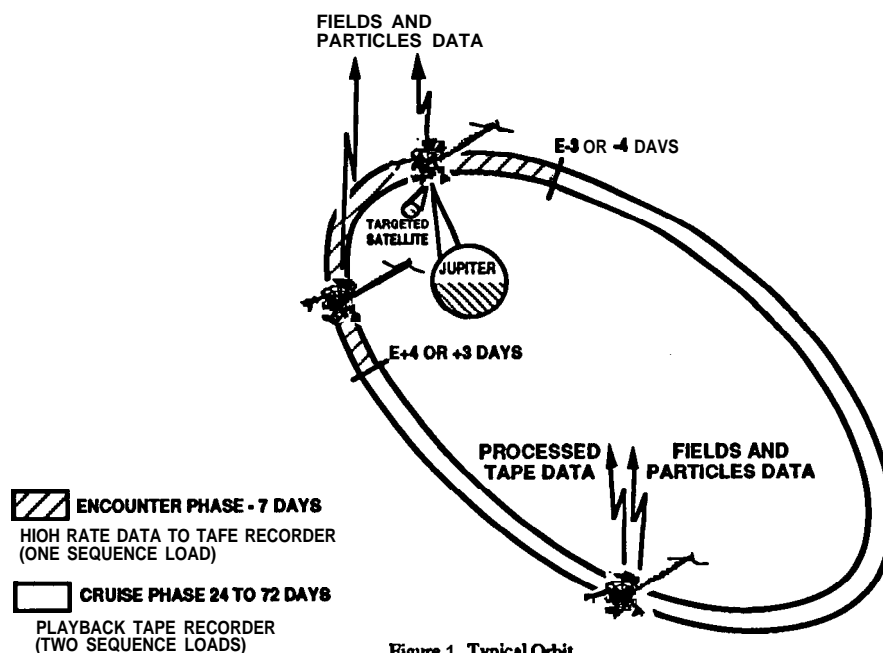 FIELDS AND
PARTICLES DATA
E-3 OR -4 DAVS
TARGETED
SATELLITE
JUPITER
E+4 OR +3 DAYS
PROCESSED
TAPE DATA
FIELDS AND
PARTICLES DATA
ENCOUNTER PHASE - 7 DAYS
HIOH RATE DATA TO TAFE RECORDER
(ONE SEQUENCE LOAD)
CRUISE PHASE 24 TO 72 DAYS
PLAYBACK TAPE RECORDER
(TWO SEQUENCE LOADS)
Figure 1. Typical Orbit